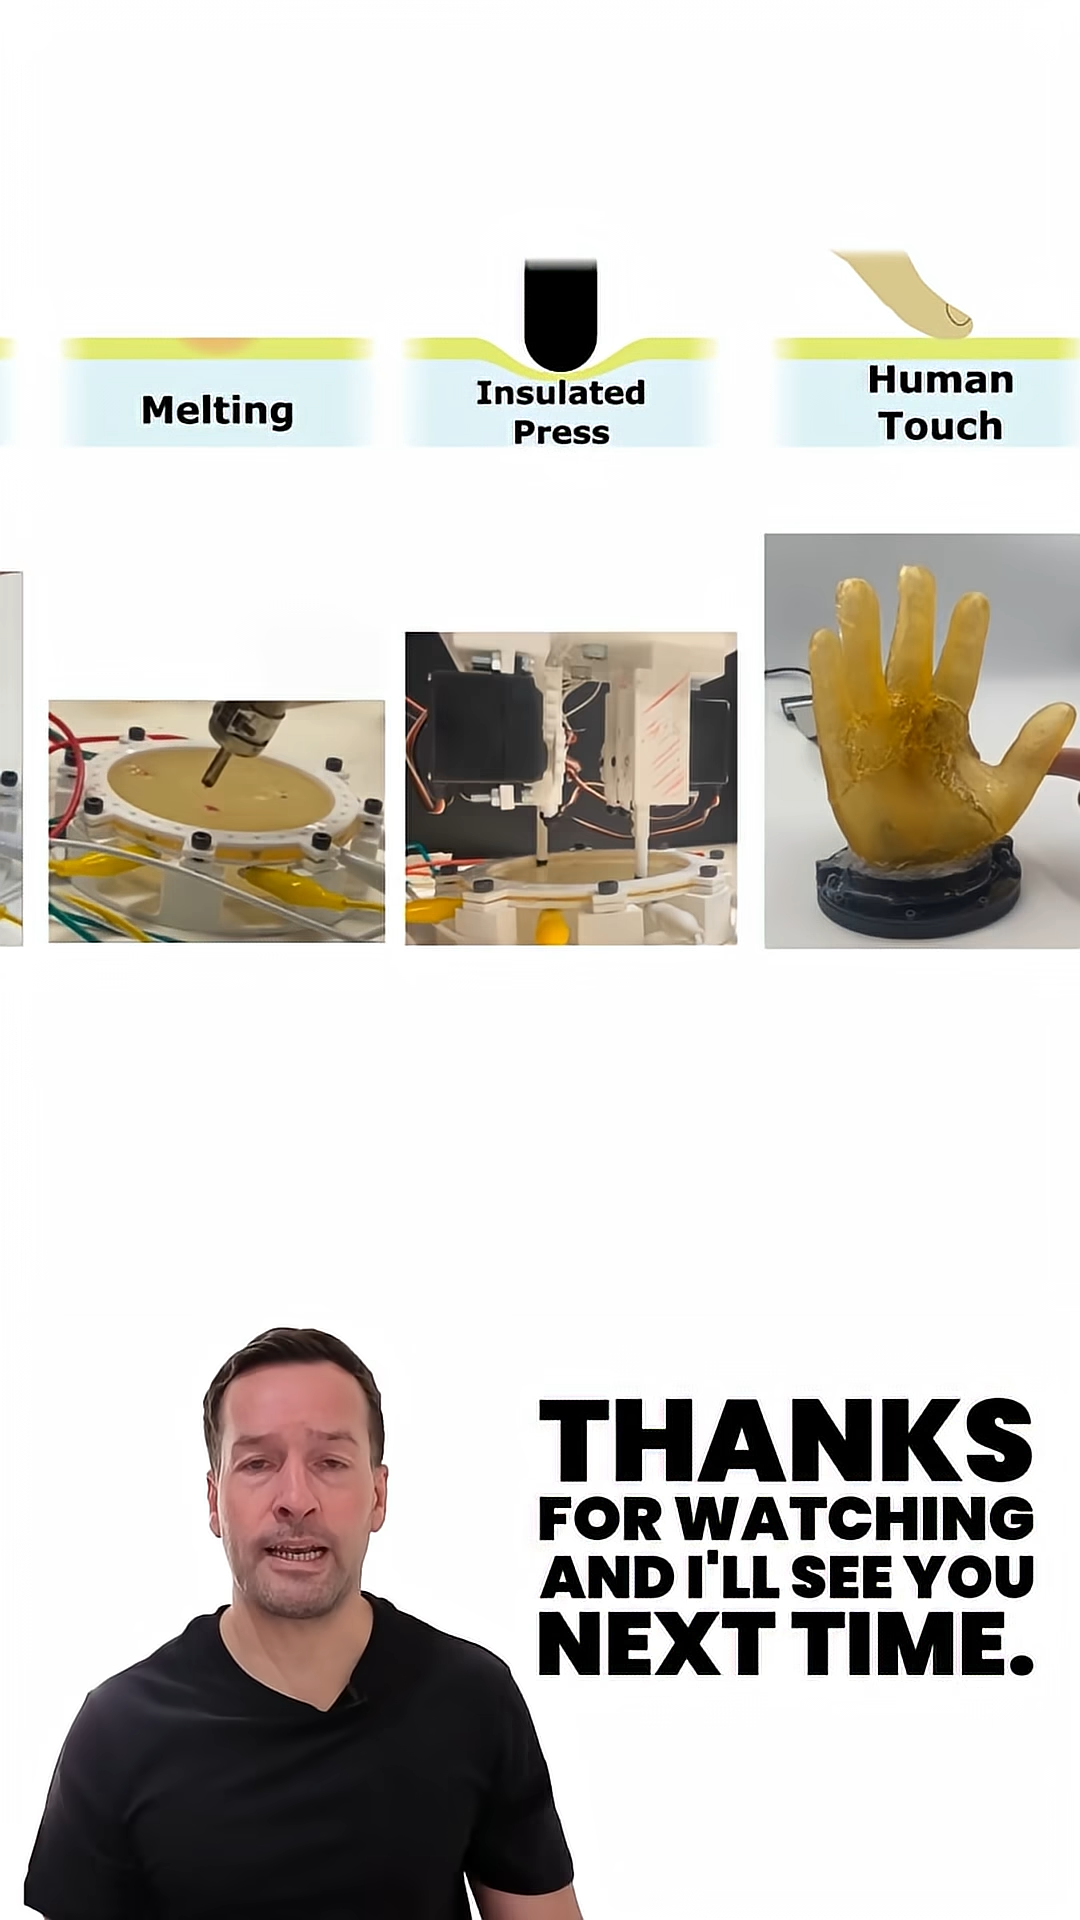 Melting
Insulated
Press
Human
Touch
THANKS
FOR WATCHING
AND I'LL SEE YOU
NEXT TIME.